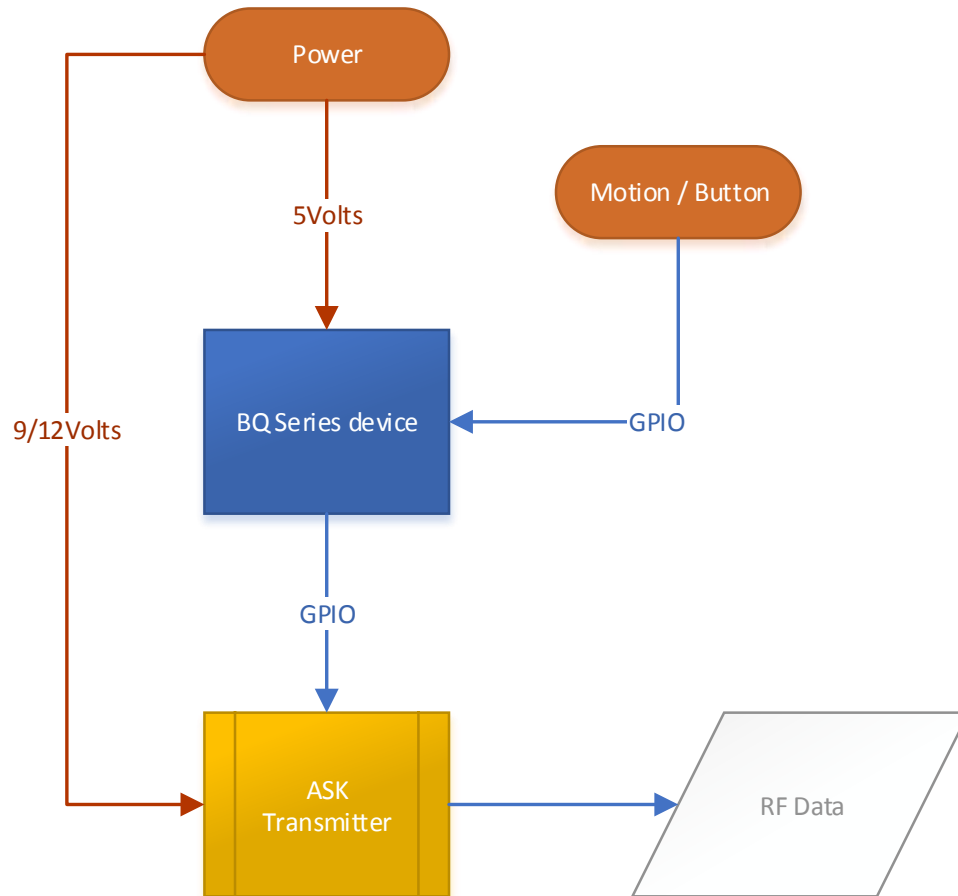 Power
Motion / Button
5Volts
BQ Series device
9/12Volts
GPIO
GPIO
ASK
Transmitter
RF Data